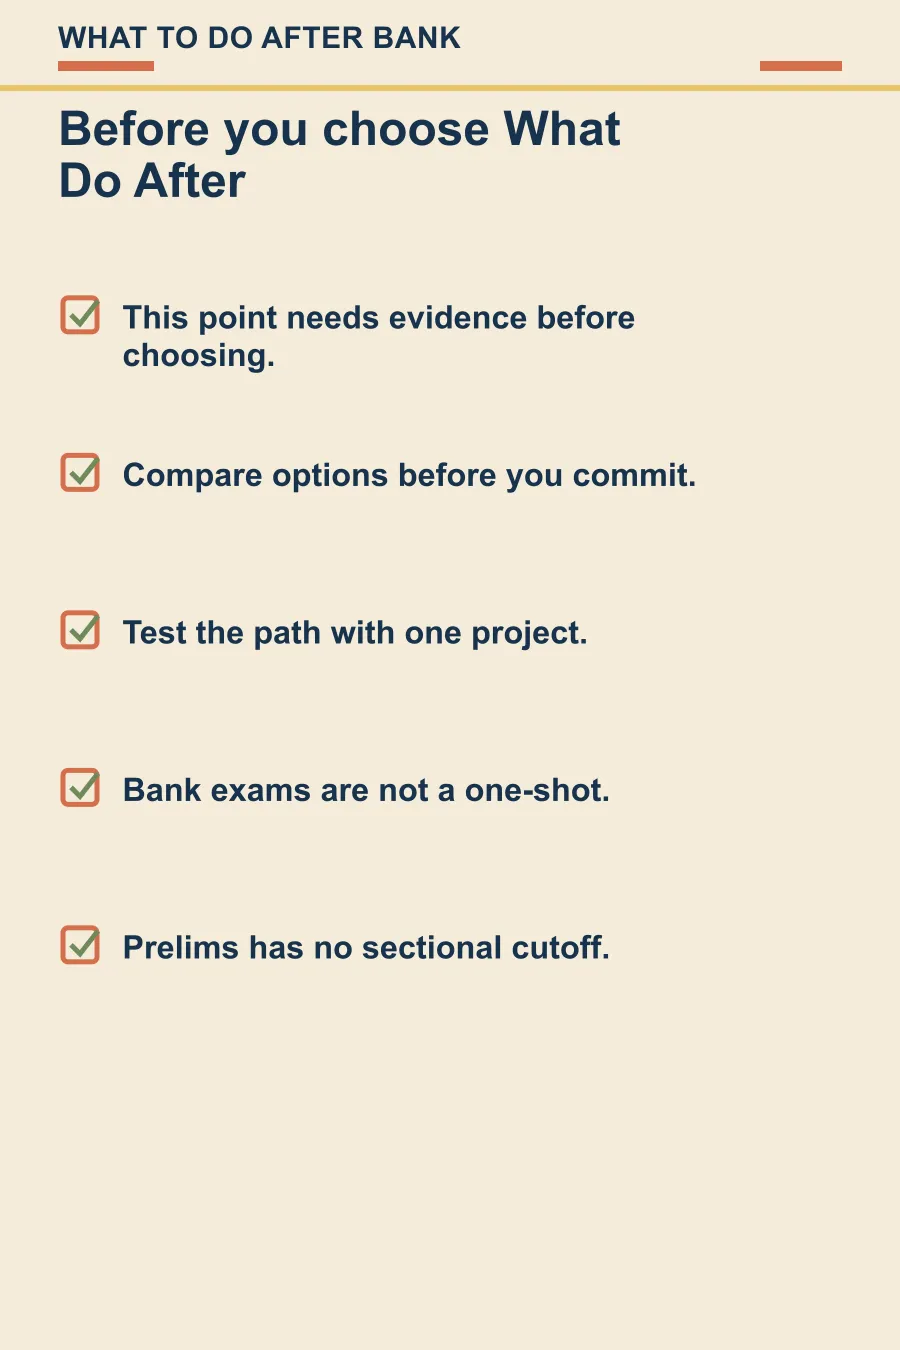 WHAT TO DO AFTER BANK
Before you choose What
Do After
This point needs evidence before
choosing.
Compare options before you commit.
Test the path with one project.
Bank exams are not a one-shot.
Prelims has no sectional cutoff.